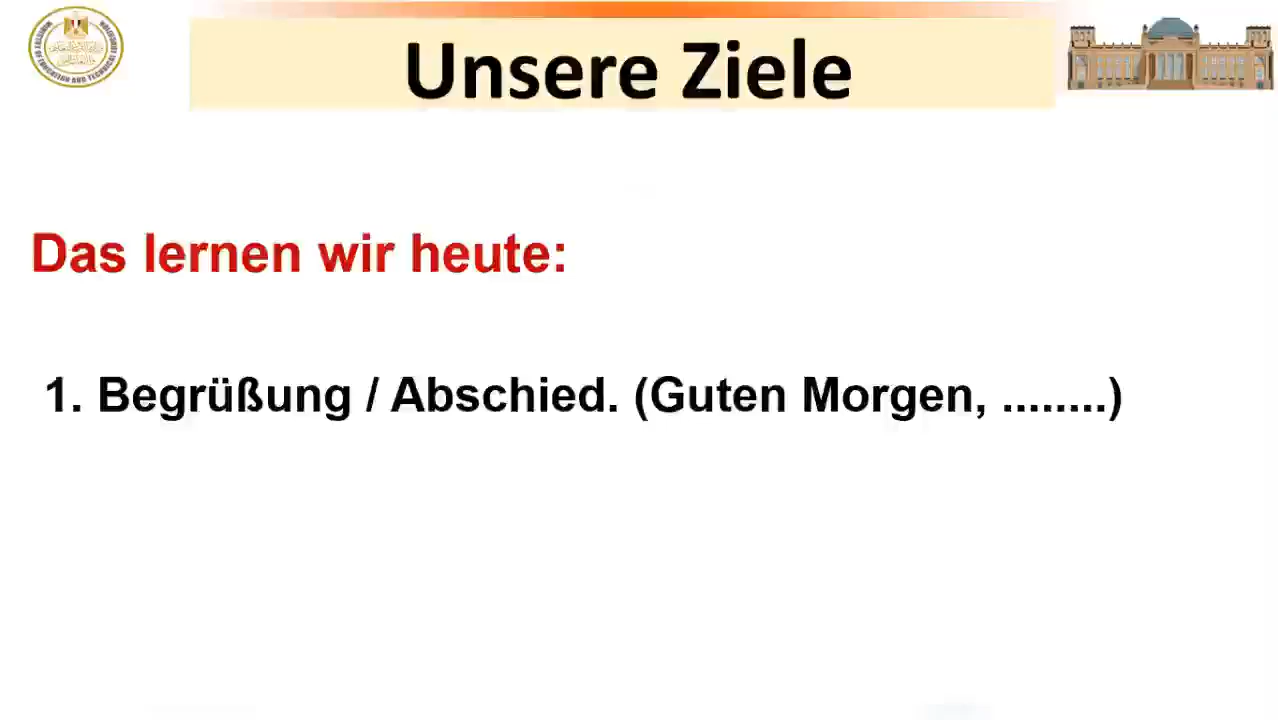 Unsere Ziele
Das lernen wir heute:
1. Begrüßung / Abschied. (Guten Morgen, ........)